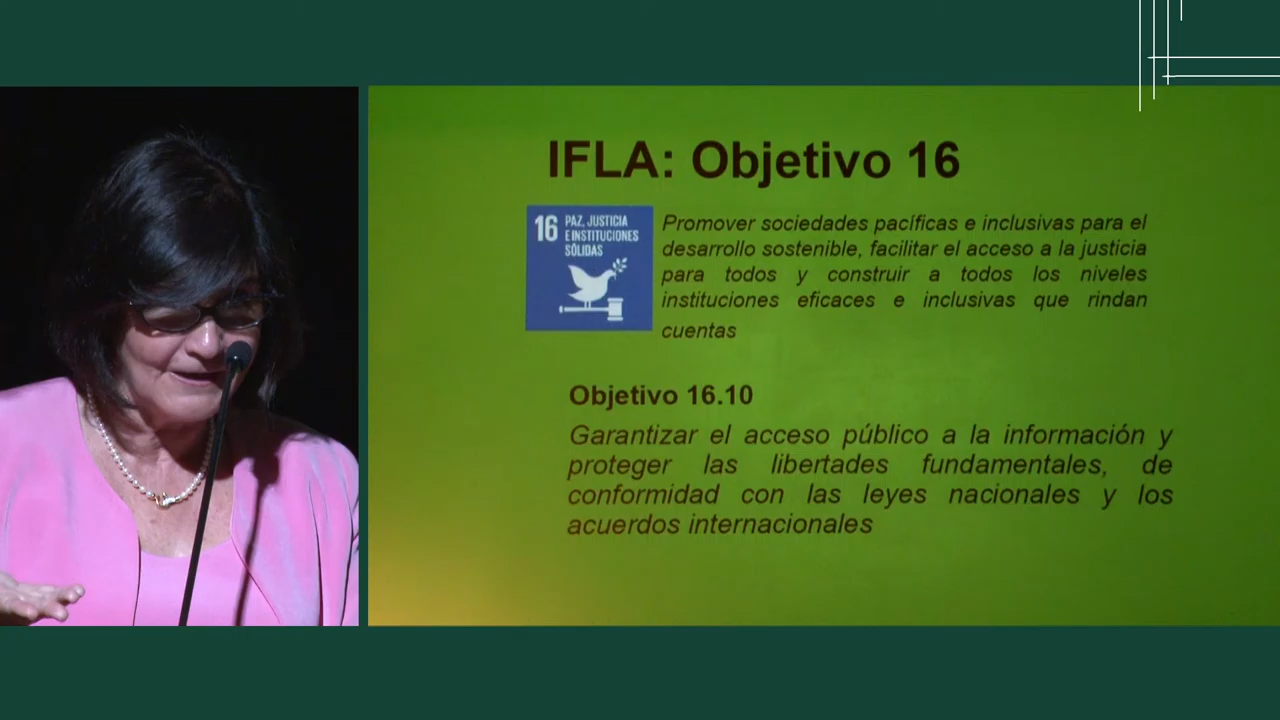 IFLA: Objetivo 16
16 PAZ, JUSTICIA
E INSTITUCIONES
SÓLIDAS
Promover sociedades pacíficas e inclusivas para el
desarrollo sostenible, facilitar el acceso a la justicia
para todos y construir a todos los niveles
instituciones eficaces e inclusivas que rindan
cuentas
Objetivo 16.10
Garantizar el acceso público a la información y
proteger las libertades fundamentales, de
conformidad con las leyes nacionales y los
acuerdos internacionales